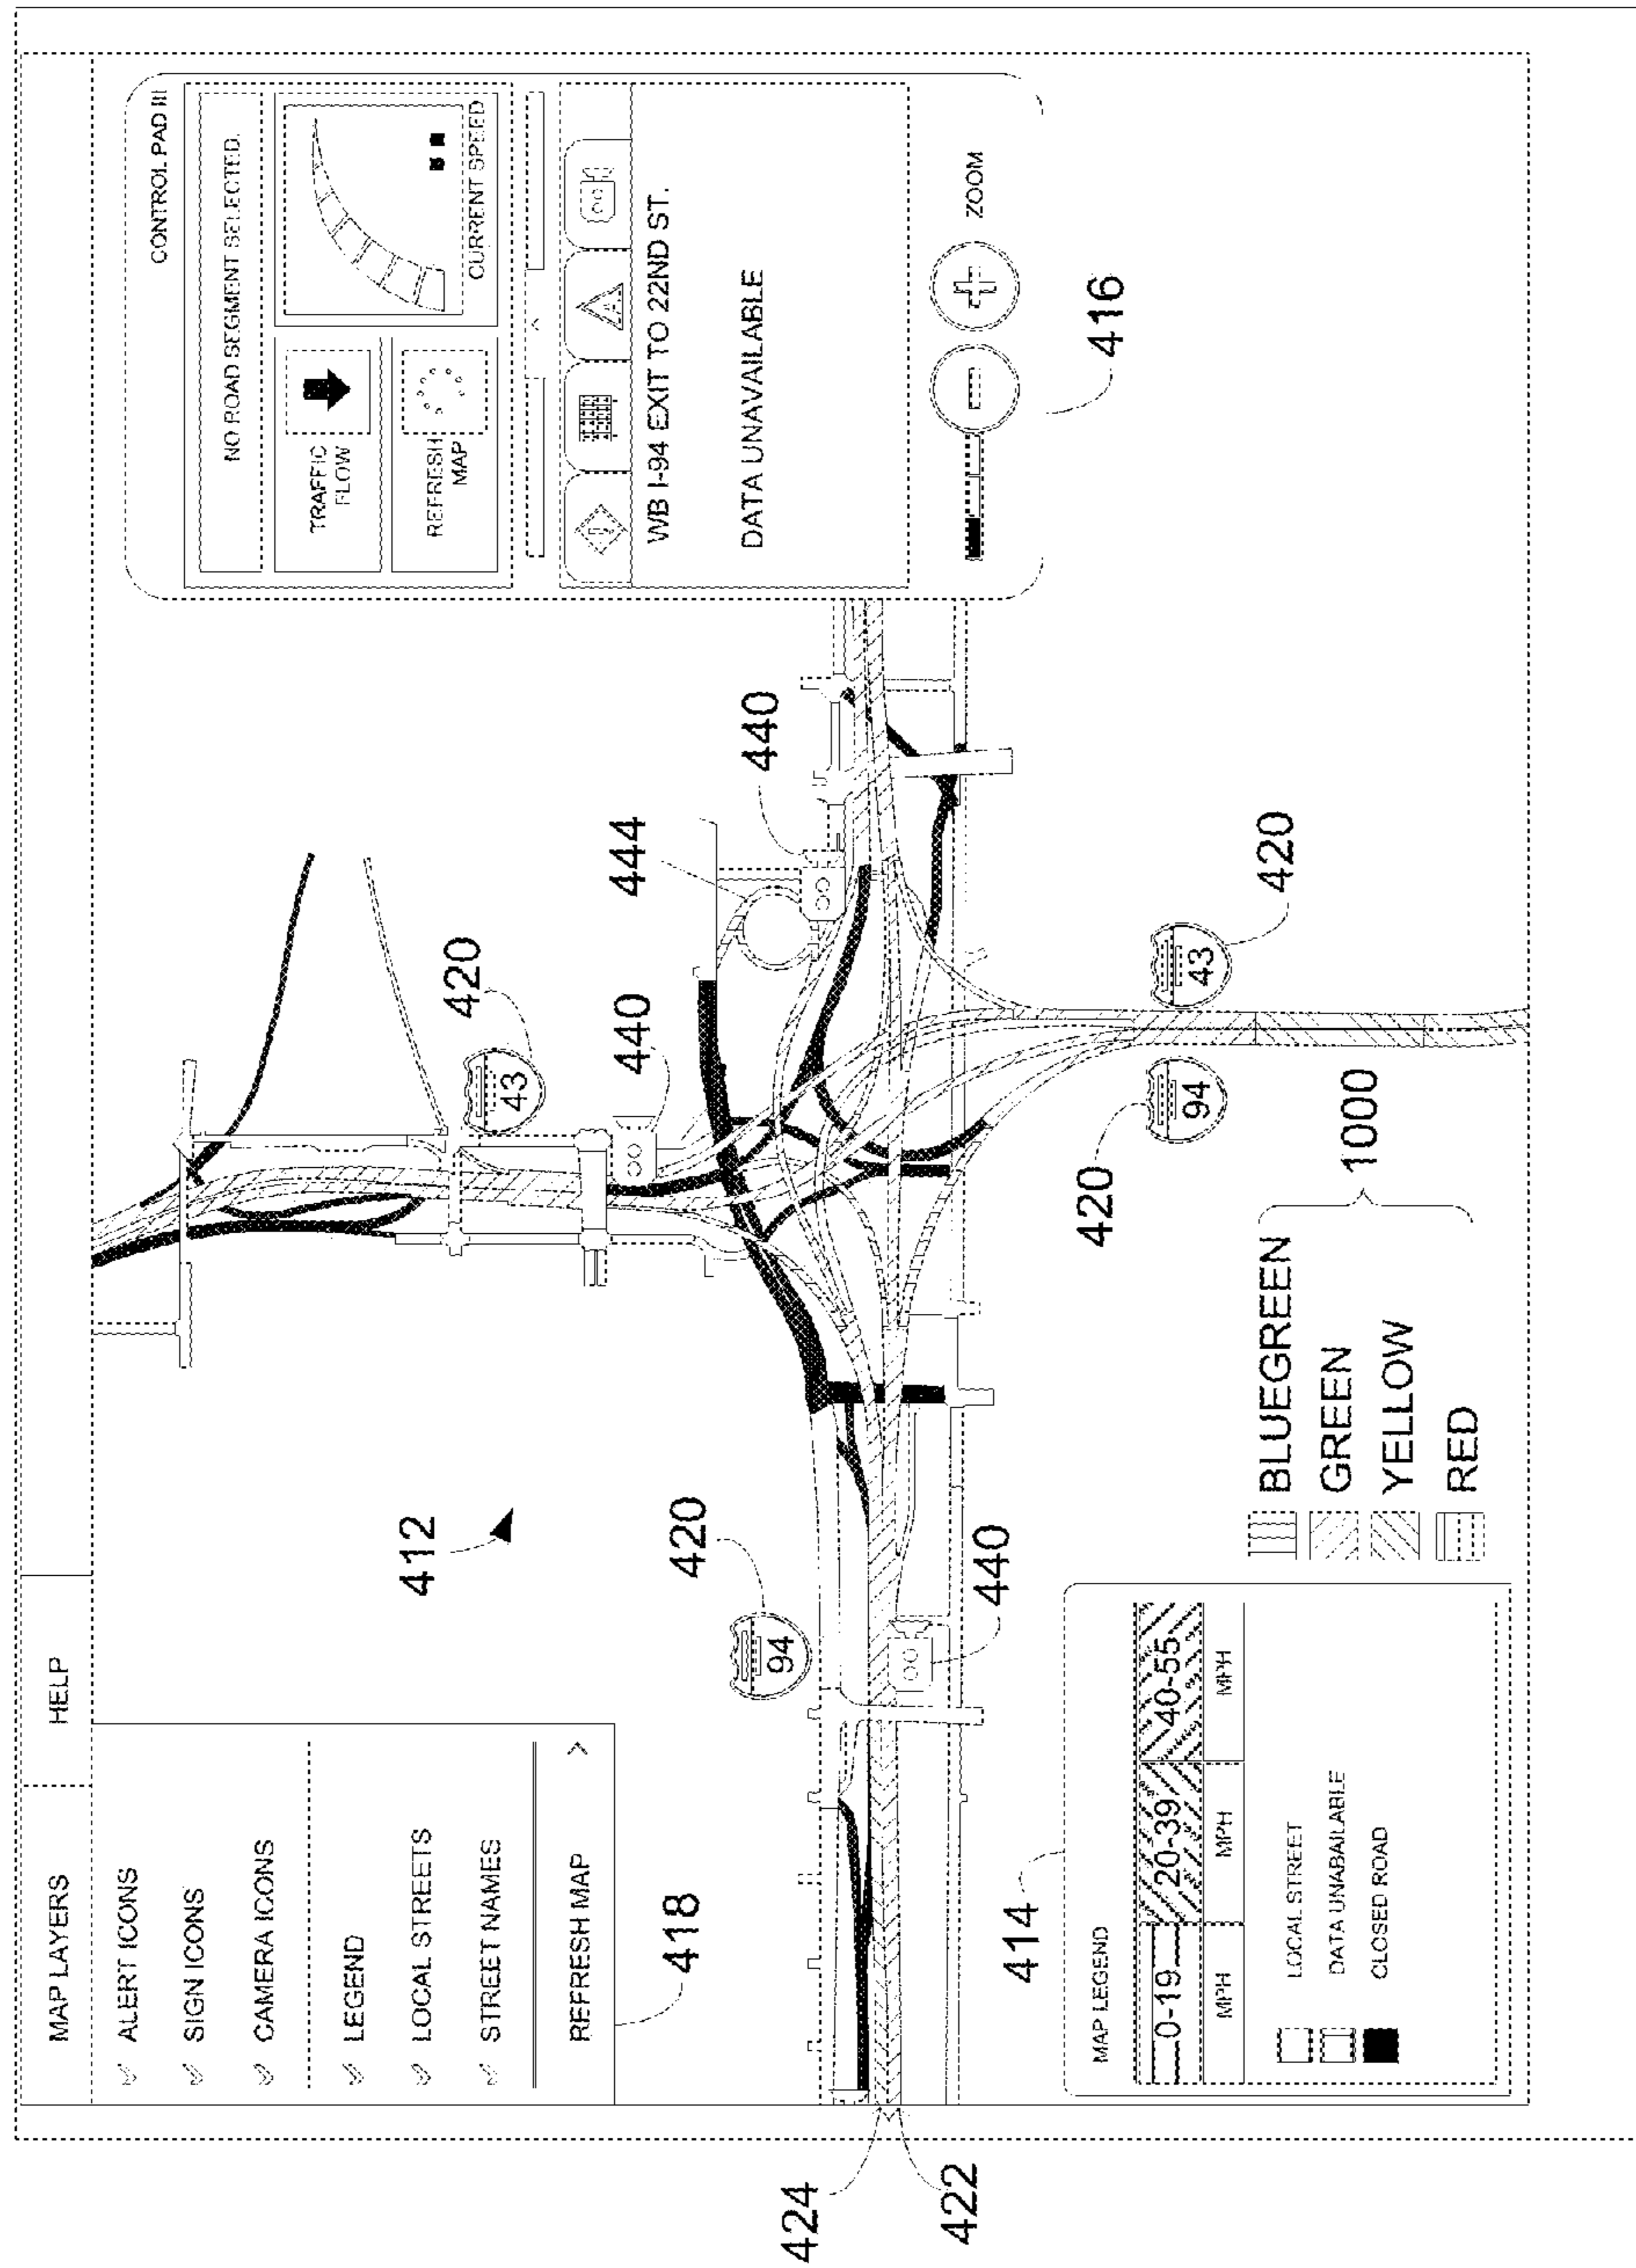 MAP LAYERS
HELP
ALERT ICONS
SIGN ICONS
CAMERA ICONS
LEGEND
LOCAL STREETS
STREET NAMES
REFRESH MAP >
418
412
420
43
420
440
444
440
420
94
440
424
422
CONTROL PAD III
NO ROAD SEGMENT SELECTED.
TRAFFIC
FLOW
REFRESH
MAP
CURRENT SPEED
WB I-94 EXIT TO 22ND ST.
DATA UNAVAILABLE
ZOOM
416
414
MAP LEGEND
0-19 20-39 40-55
MPH MPH MPH
LOCAL STREET
DATA UNABAILABLE
CLOSED ROAD
BLUEGREEN
GREEN
YELLOW
RED
1000
420
94
43
420